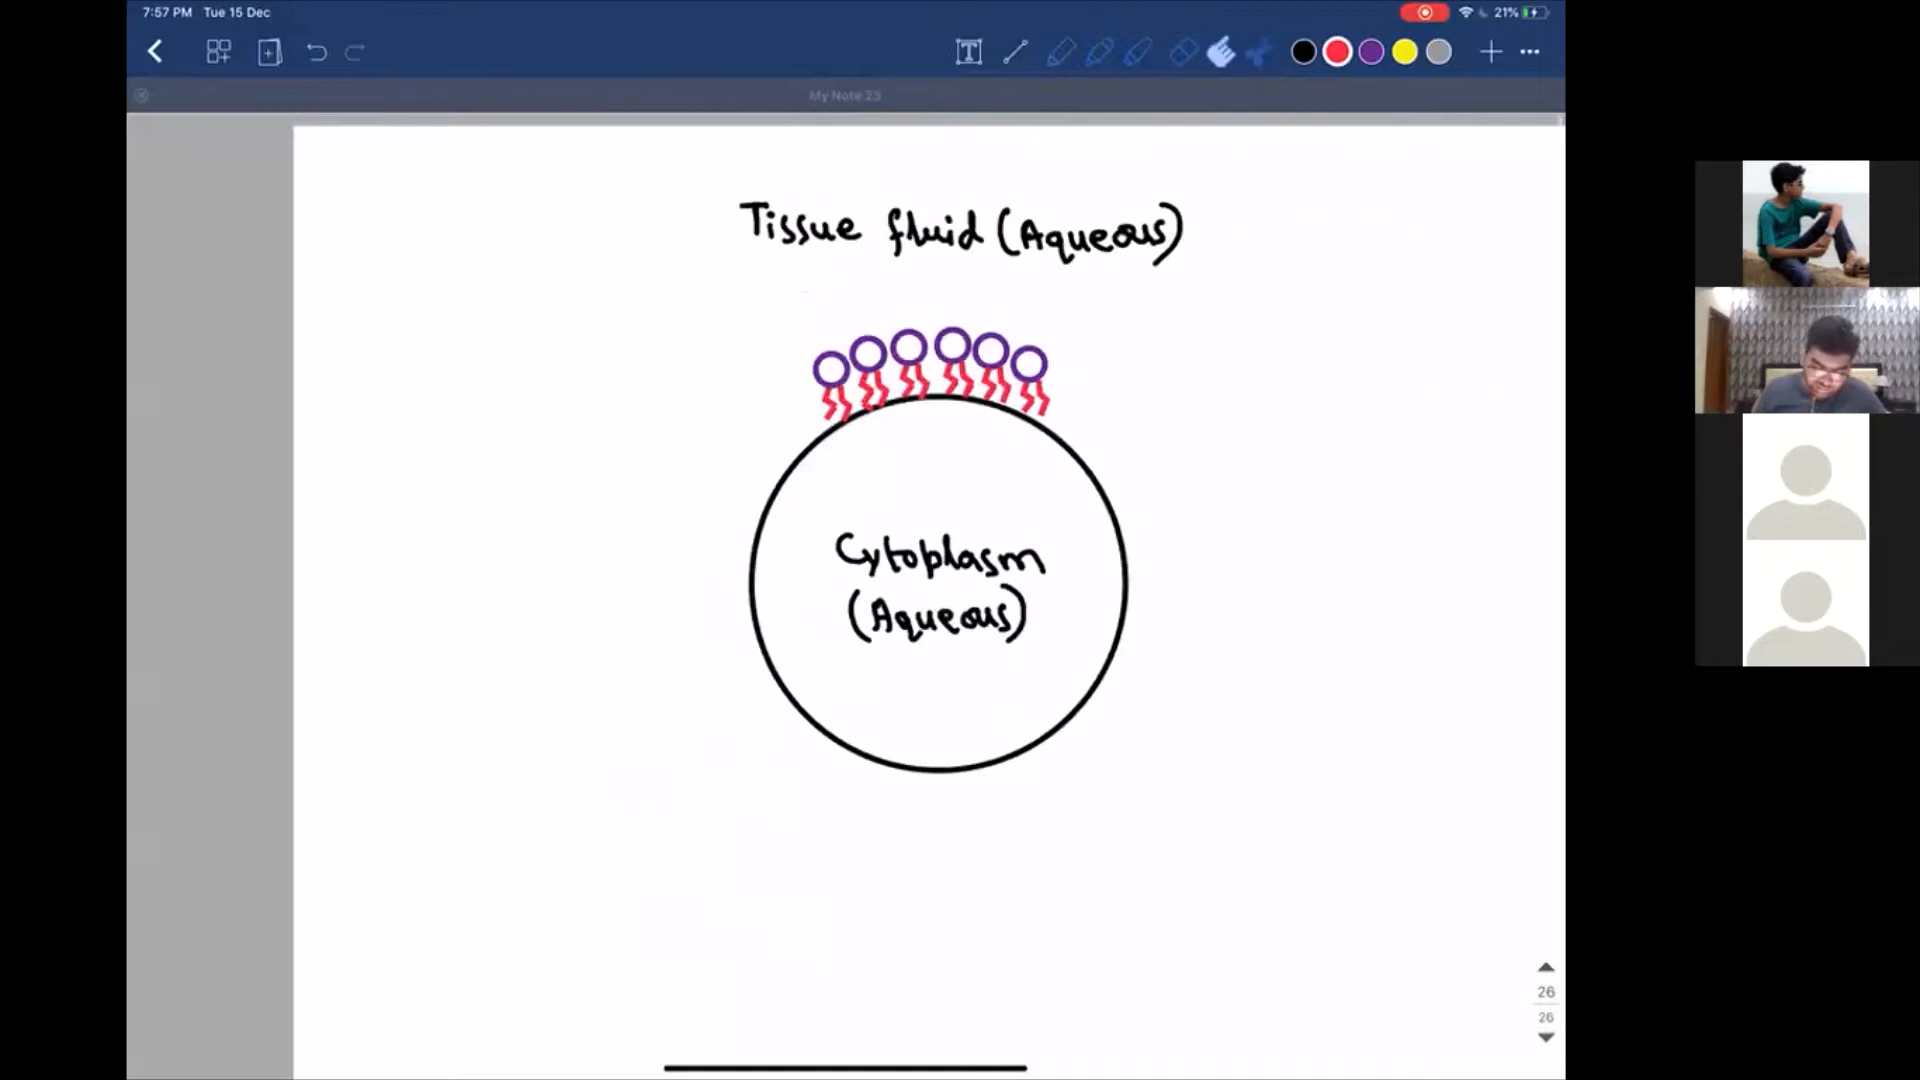 7:57 PM Tue 15 Dec
21%
My Note 23
Tissue fluid (Aqueous)
Cytoplasm
(Aqueous)
26
26